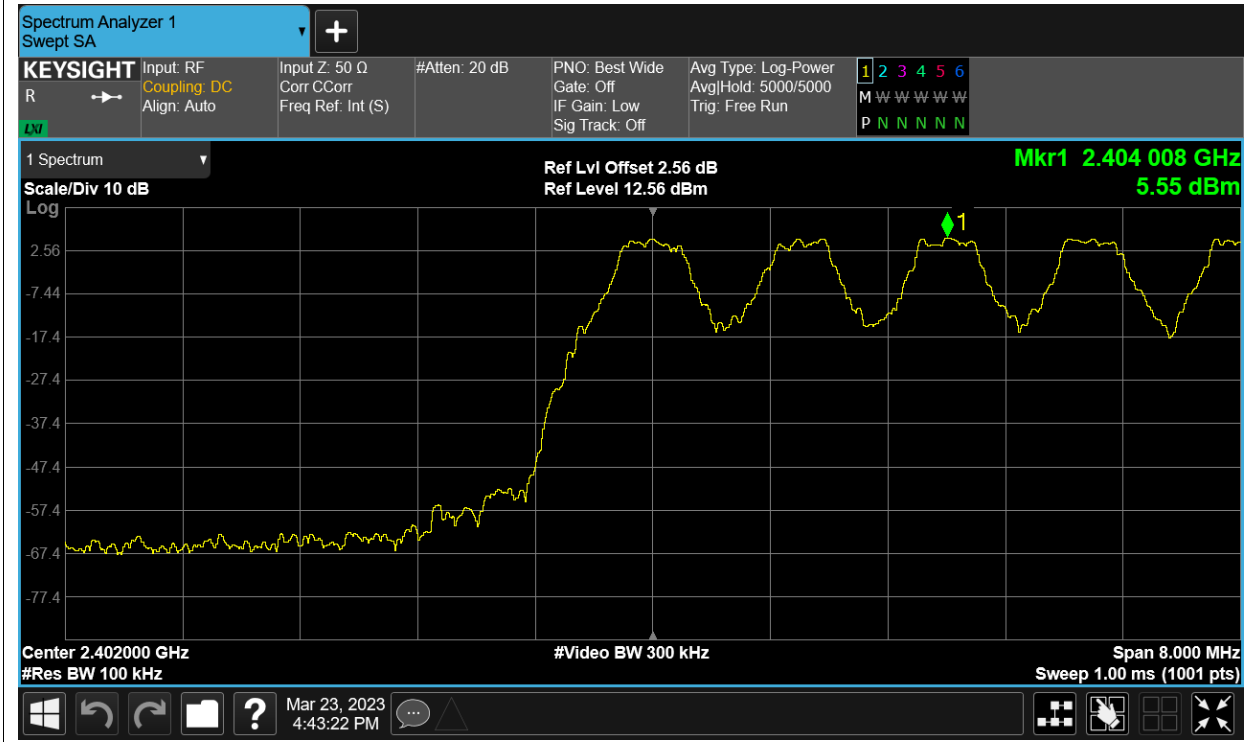 Spectrum Analyzer 1
Swept SA
KEYSIGHT
R
LXI
Input: RF
Coupling: DC
Align: Auto
Input Z: 50 Ω
Corr CCorr
Freq Ref: Int (S)
#Atten: 20 dB
PNO: Best Wide
Gate: Off
IF Gain: Low
Sig Track: Off
Avg Type: Log-Power
Avg|Hold: 5000/5000
Trig: Free Run
1 2 3 4 5 6
M W W W W W
P N N N N N
1 Spectrum
Scale/Div 10 dB
Log
Ref Lvl Offset 2.56 dB
Ref Level 12.56 dBm
Mkr1 2.404 008 GHz
5.55 dBm
1
2.56
-7.44
-17.4
-27.4
-37.4
-47.4
-57.4
-67.4
-77.4
Center 2.402000 GHz
#Video BW 300 kHz
Span 8.000 MHz
#Res BW 100 kHz
Sweep 1.00 ms (1001 pts)
?
Mar 23, 2023
4:43:22 PM